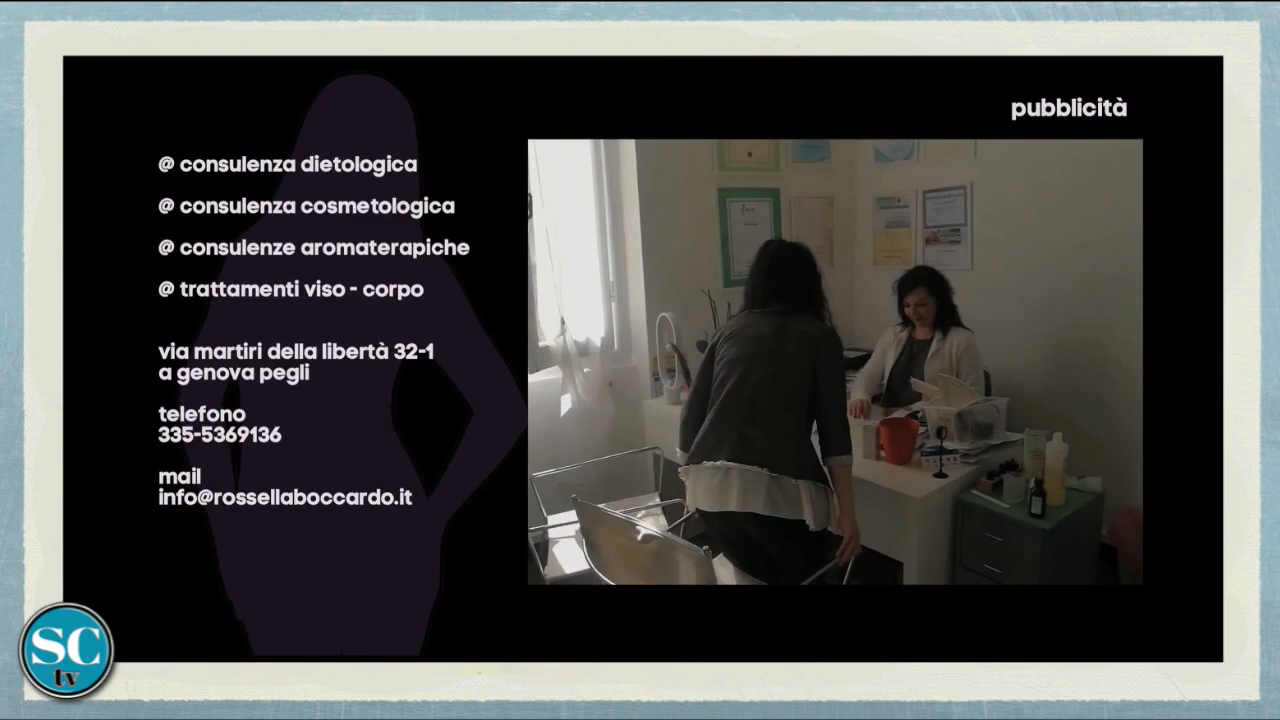 pubblicità
@ consulenza dietologica
@ consulenza cosmetologica
@ consulenze aromaterapiche
@ trattamenti viso - corpo
via martiri della libertà 32-1
a genova pegli
telefono
335-5369136
mail
info@rossellaboccardo.it
SC
tv